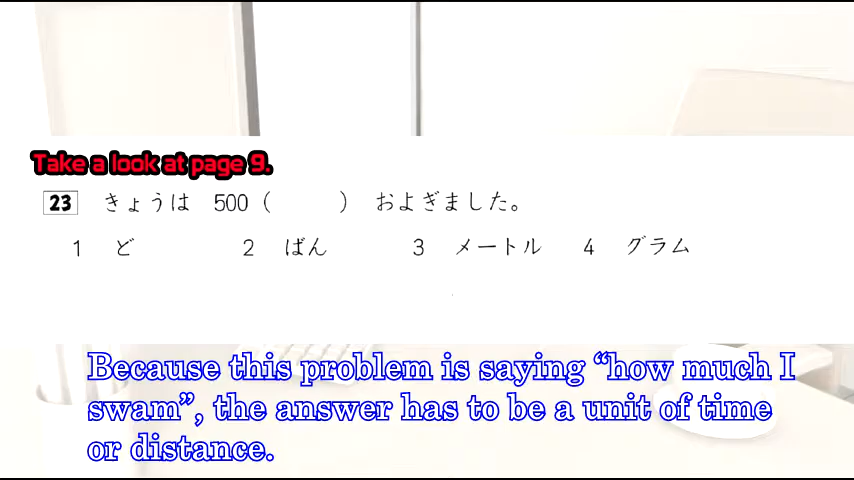 Take a look at page 9.
23 きょうは 500（　　　） およぎました。
1 ど 2 ばん 3 メートル 4 グラム
Because this problem is saying “how much I
swam”, the answer has to be a unit of time
or distance.